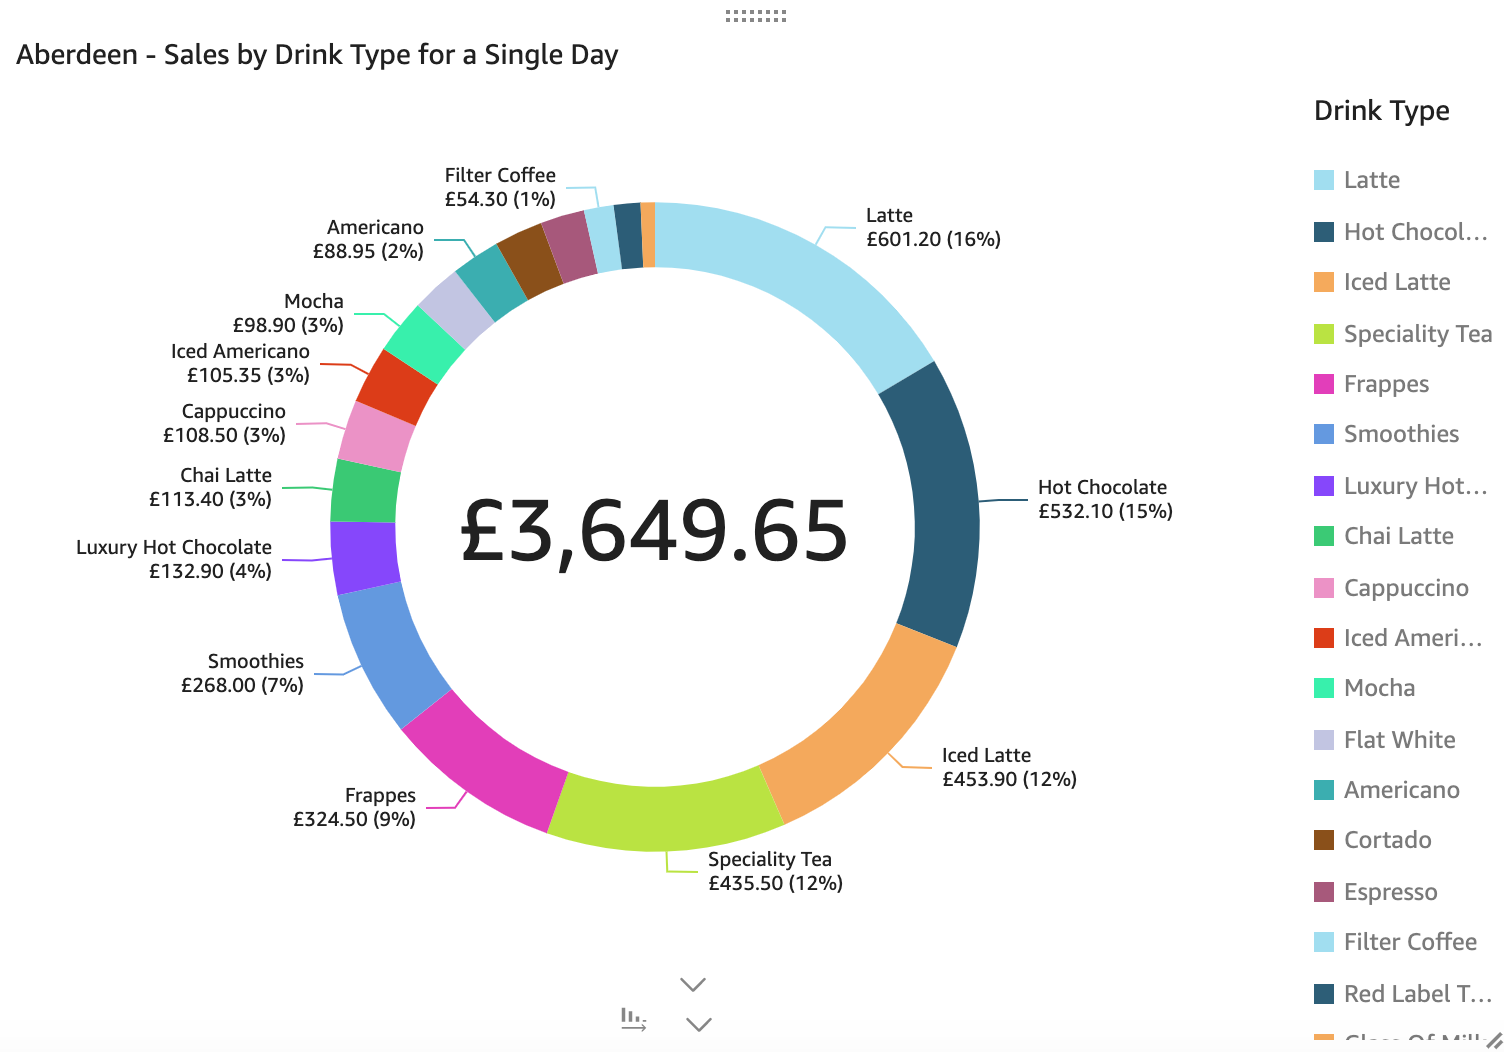 Aberdeen - Sales by Drink Type for a Single Day
Drink Type
Latte
Hot Chocol...
Iced Latte
Speciality Tea
Frappes
Smoothies
Luxury Hot...
Chai Latte
Cappuccino
Iced Ameri...
Mocha
Flat White
Americano
Cortado
Espresso
Filter Coffee
Red Label T...
Filter Coffee
£54.30 (1%)
Americano
£88.95 (2%)
Mocha
£98.90 (3%)
Iced Americano
£105.35 (3%)
Cappuccino
£108.50 (3%)
Chai Latte
£113.40 (3%)
Luxury Hot Chocolate
£132.90 (4%)
Smoothies
£268.00 (7%)
Frappes
£324.50 (9%)
Speciality Tea
£435.50 (12%)
Iced Latte
£453.90 (12%)
Hot Chocolate
£532.10 (15%)
Latte
£601.20 (16%)
£3,649.65